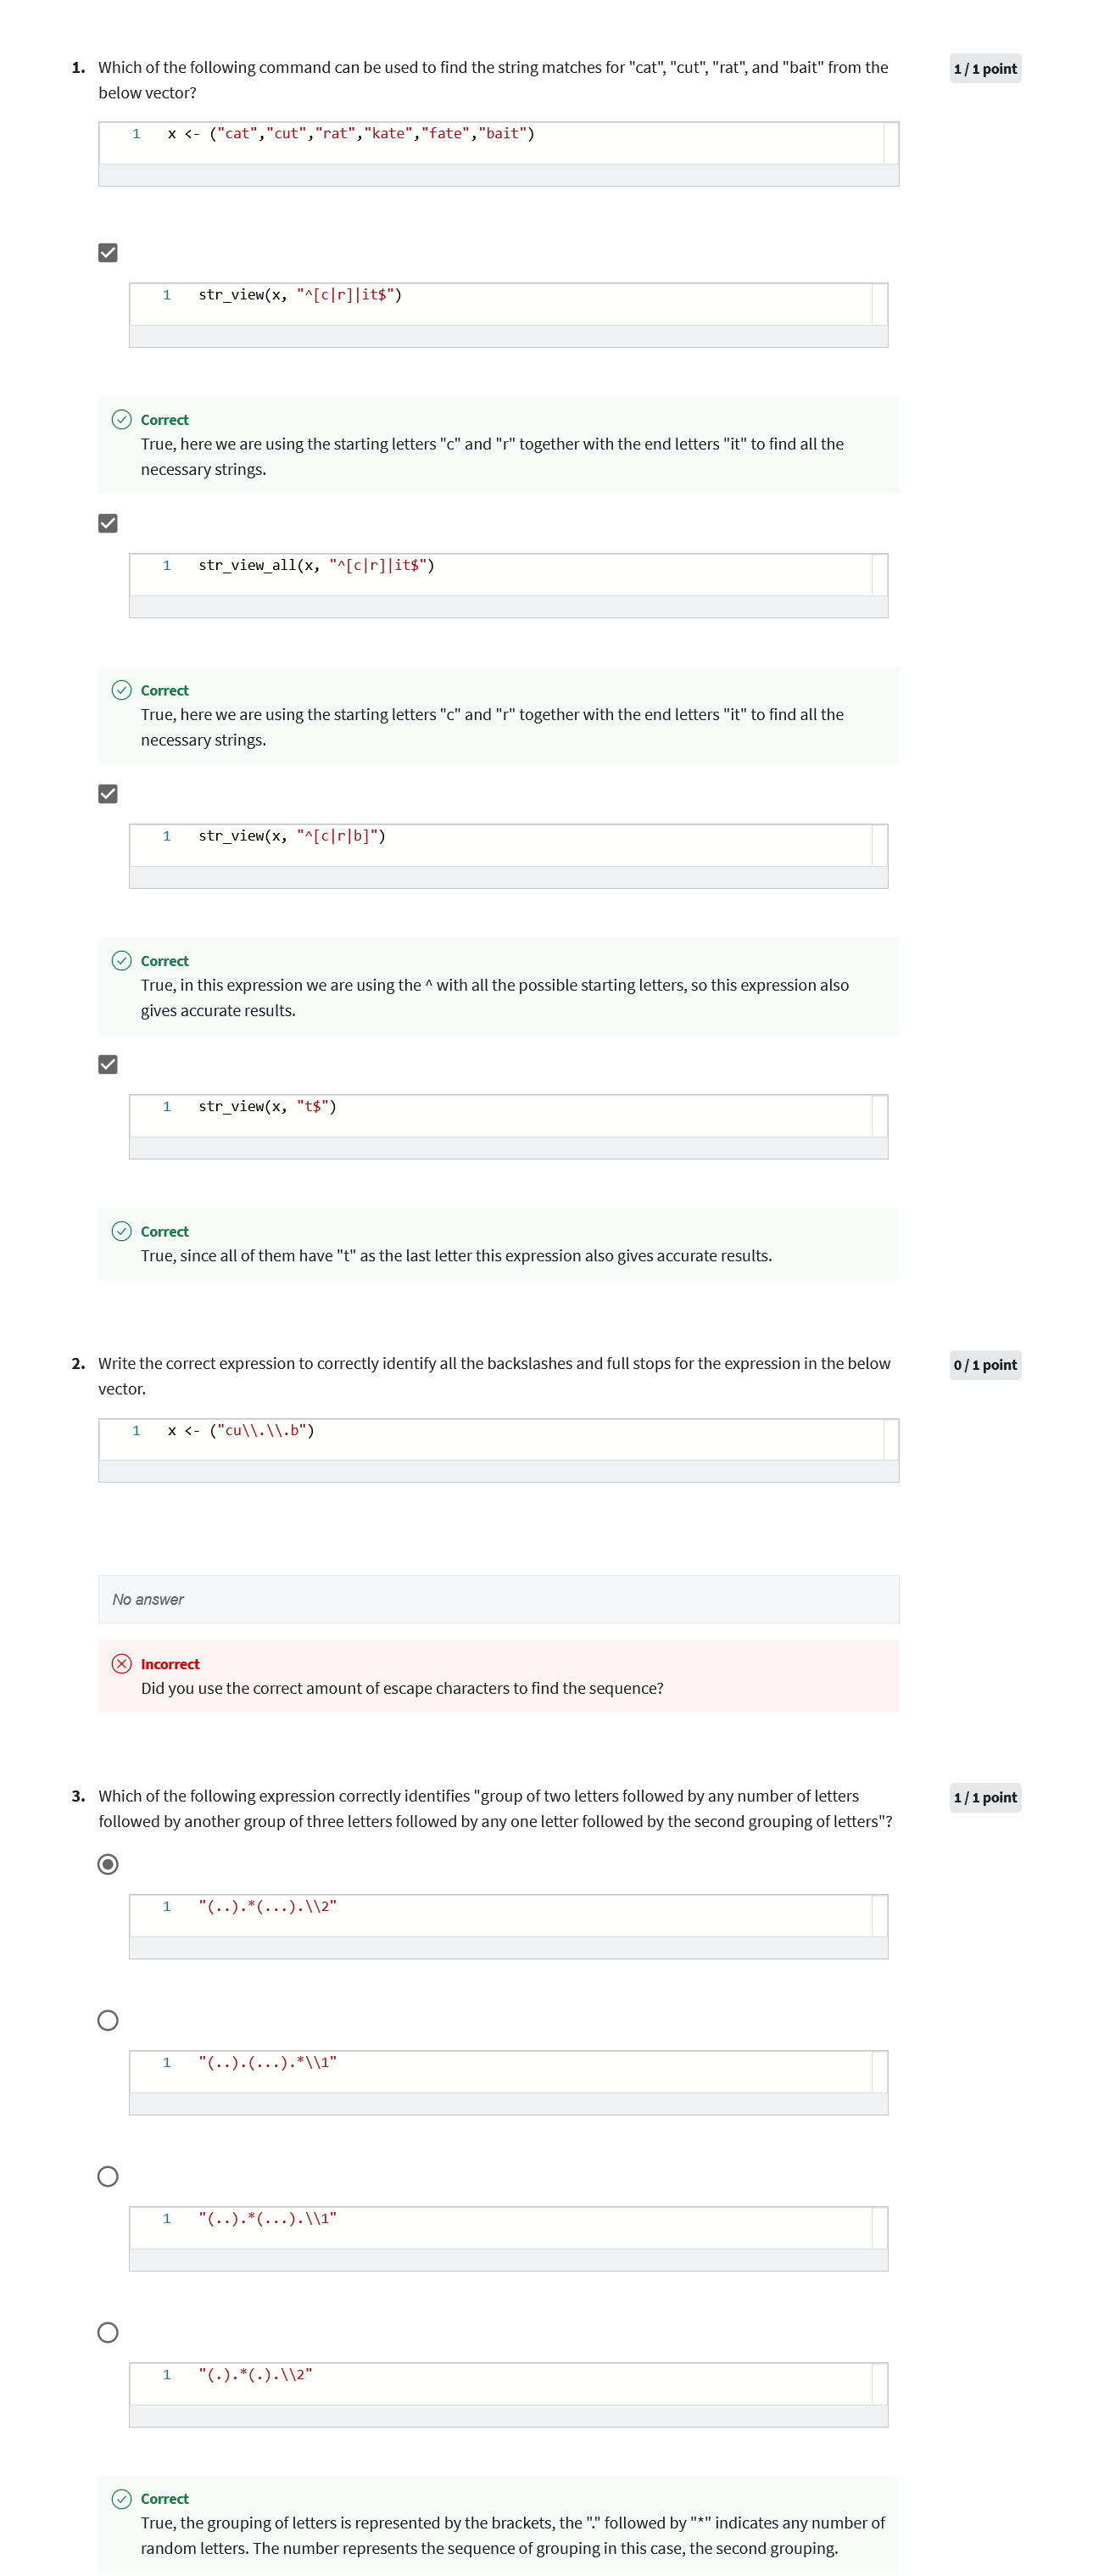 1. Which of the following command can be used to find the string matches for "cat", "cut", "rat", and "bait" from the
below vector?
1 / 1 point
1 x <- ("cat","cut","rat","kate","fate","bait")
1 str_view(x, "^[c|r]|it$")
Correct
True, here we are using the starting letters "c" and "r" together with the end letters "it" to find all the
necessary strings.
1 str_view_all(x, "^[c|r]|it$")
Correct
True, here we are using the starting letters "c" and "r" together with the end letters "it" to find all the
necessary strings.
1 str_view(x, "^[c|r|b]")
Correct
True, in this expression we are using the ^ with all the possible starting letters, so this expression also
gives accurate results.
1 str_view(x, "t$")
Correct
True, since all of them have "t" as the last letter this expression also gives accurate results.
2. Write the correct expression to correctly identify all the backslashes and full stops for the expression in the below
vector.
0 / 1 point
1 x <- ("cu\\.\\.b")
No answer
Incorrect
Did you use the correct amount of escape characters to find the sequence?
3. Which of the following expression correctly identifies "group of two letters followed by any number of letters
followed by another group of three letters followed by any one letter followed by the second grouping of letters"?
1 / 1 point
1 "(..).*(...).\\2"
1 "(..).(...).*\\1"
1 "(..).*(...).\\1"
1 "(.).*(.).\\2"
Correct
True, the grouping of letters is represented by the brackets, the "." followed by "*" indicates any number of
random letters. The number represents the sequence of grouping in this case, the second grouping.